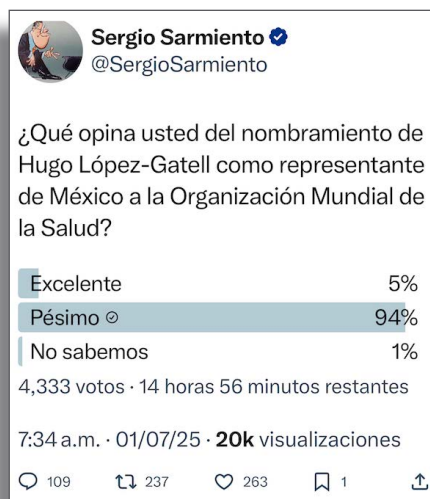 Sergio Sarmiento
@SergioSarmiento
¿Qué opina usted del nombramiento de
Hugo López-Gatell como representante
de México a la Organización Mundial de
la Salud?
Excelente 5%
Pésimo 94%
No sabemos 1%
4,333 votos · 14 horas 56 minutos restantes
7:34 a.m. · 01/07/25 · 20k visualizaciones
109 237 263 1